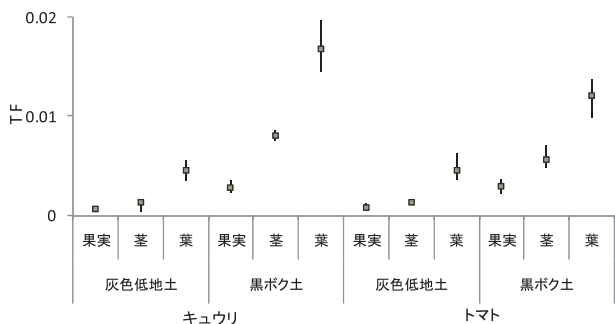 0.02
0.01
0
TF
果実 茎 葉 果実 茎 葉 果実 茎 葉 果実 茎 葉
灰色低地土 黒ボク土 灰色低地土 黒ボク土
キュウリ トマト